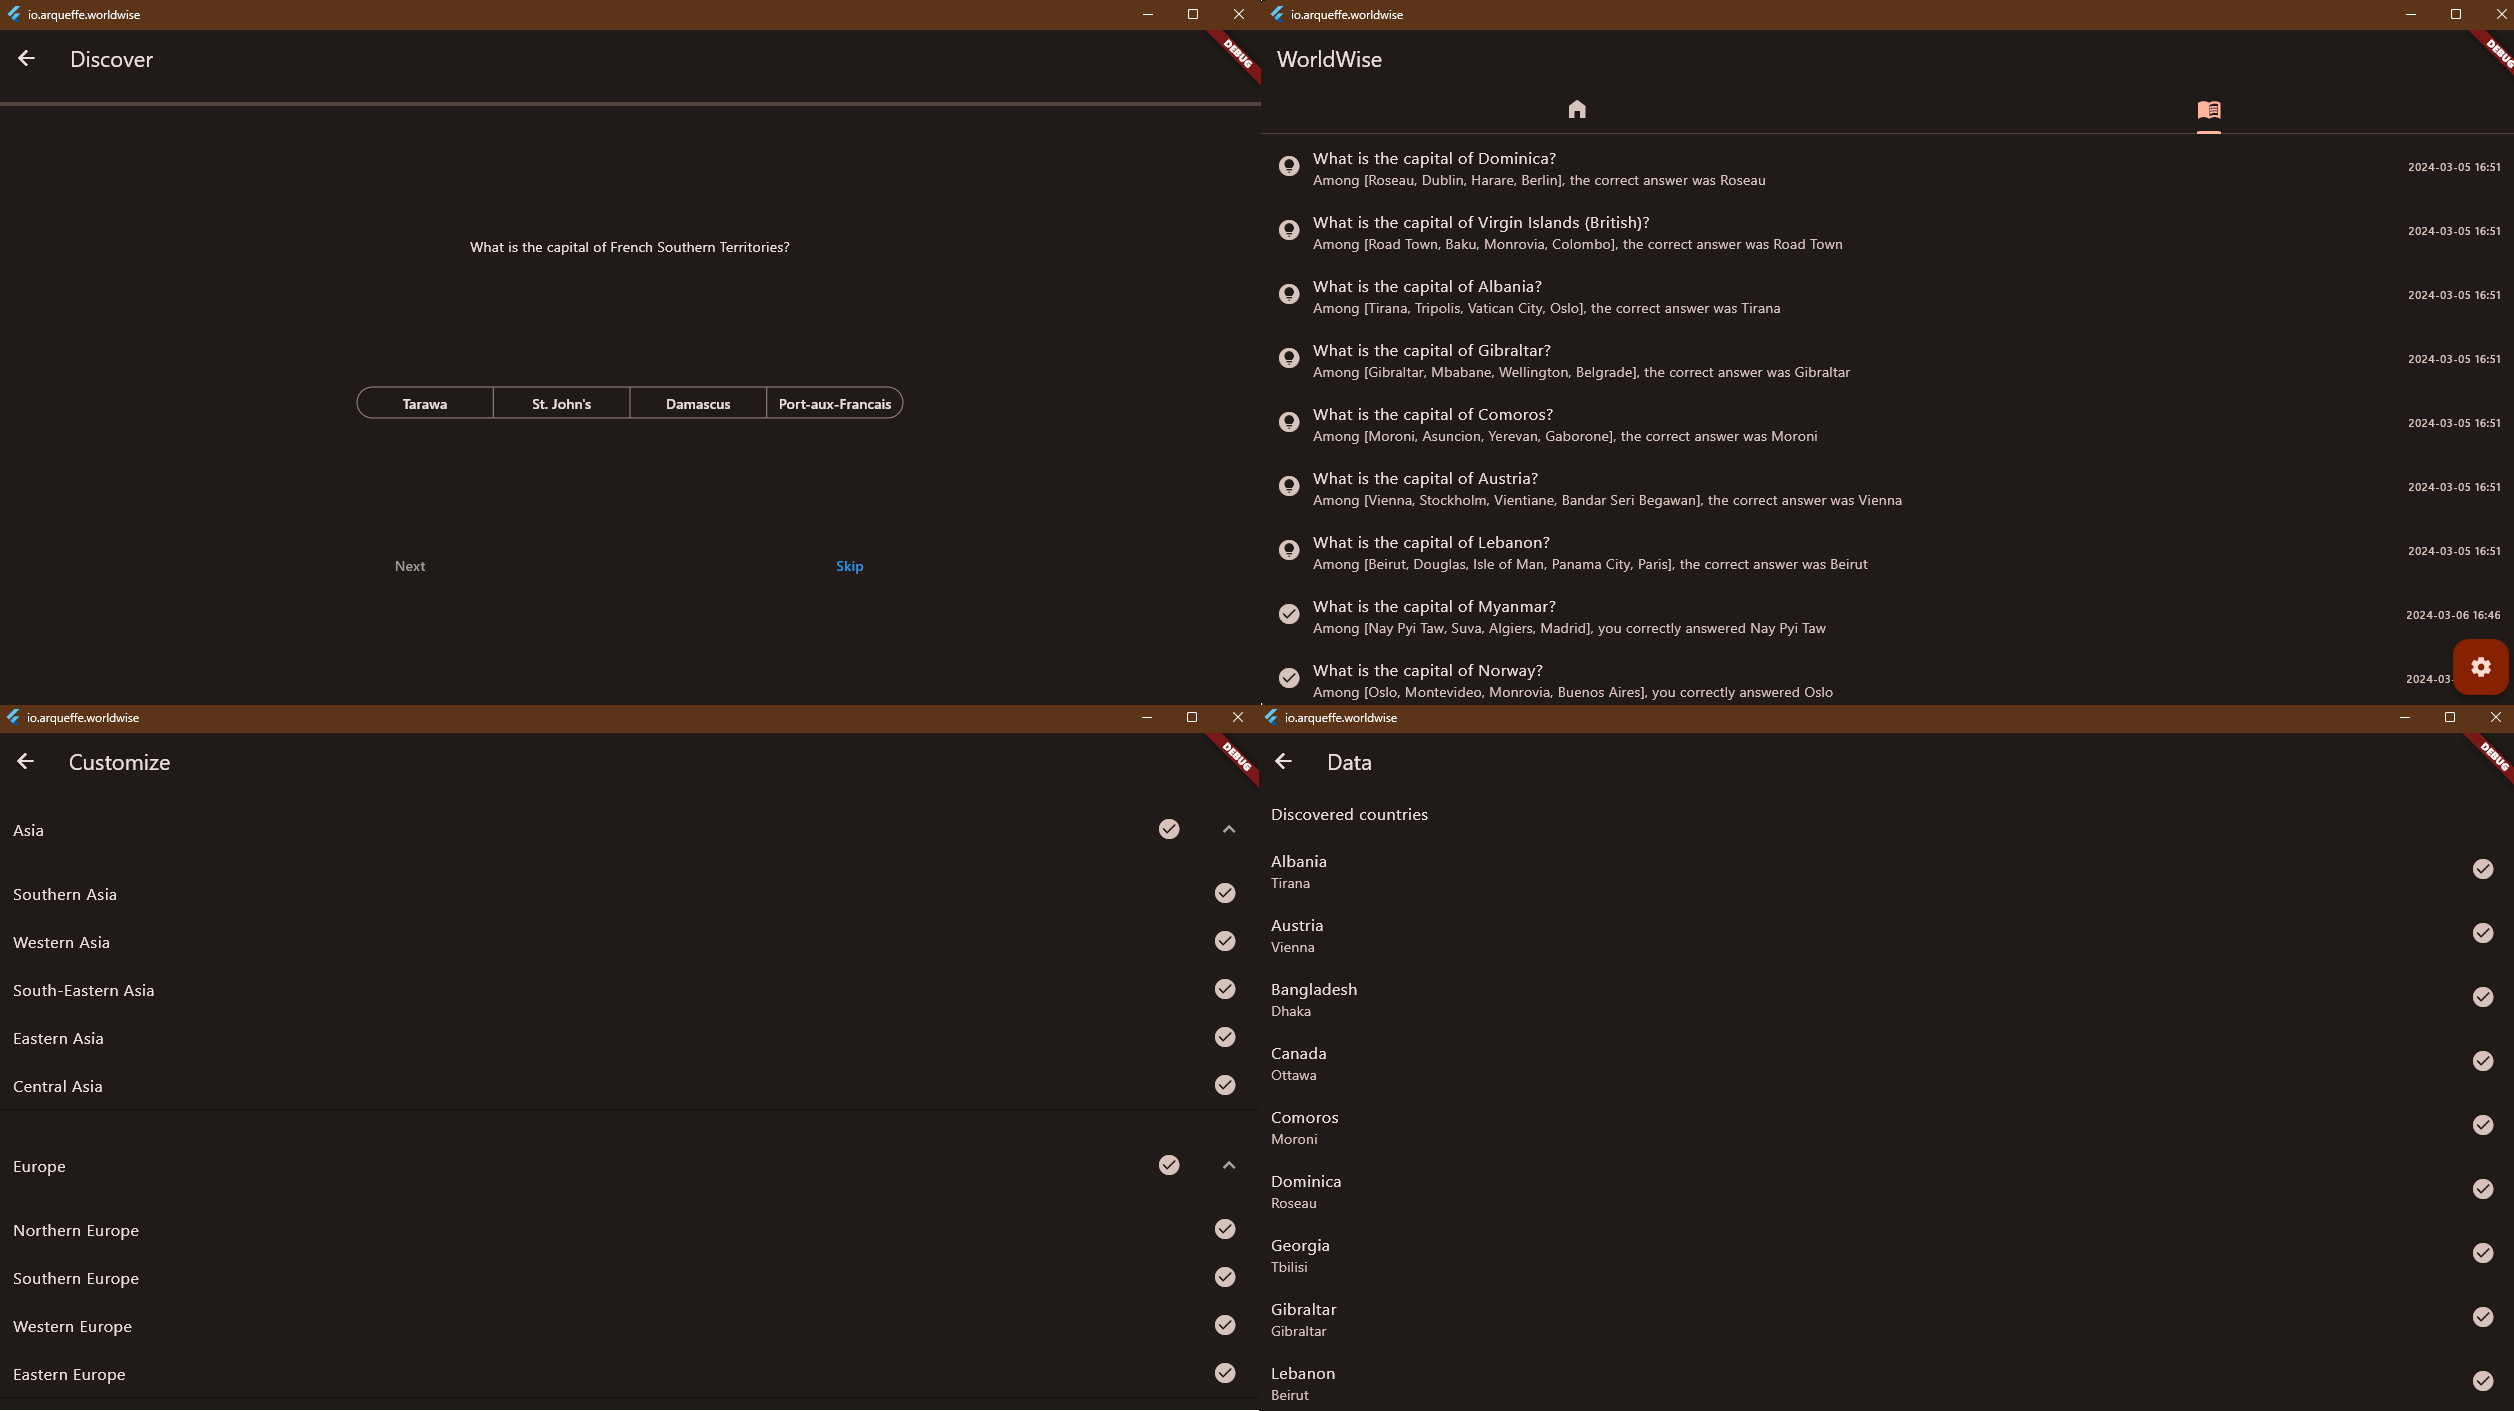 io.arqueffe.worldwise
Discover
DEBUG
What is the capital of French Southern Territories?
Tarawa
St. John's
Damascus
Port-aux-Francais
Next
Skip
io.arqueffe.worldwise
WorldWise
DEBUG
What is the capital of Dominica?
Among [Roseau, Dublin, Harare, Berlin], the correct answer was Roseau
2024-03-05 16:51
What is the capital of Virgin Islands (British)?
Among [Road Town, Baku, Monrovia, Colombo], the correct answer was Road Town
2024-03-05 16:51
What is the capital of Albania?
Among [Tirana, Tripolis, Vatican City, Oslo], the correct answer was Tirana
2024-03-05 16:51
What is the capital of Gibraltar?
Among [Gibraltar, Mbabane, Wellington, Belgrade], the correct answer was Gibraltar
2024-03-05 16:51
What is the capital of Comoros?
Among [Moroni, Asuncion, Yerevan, Gaborone], the correct answer was Moroni
2024-03-05 16:51
What is the capital of Austria?
Among [Vienna, Stockholm, Vientiane, Bandar Seri Begawan], the correct answer was Vienna
2024-03-05 16:51
What is the capital of Lebanon?
Among [Beirut, Douglas, Isle of Man, Panama City, Paris], the correct answer was Beirut
2024-03-05 16:51
What is the capital of Myanmar?
Among [Nay Pyi Taw, Suva, Algiers, Madrid], you correctly answered Nay Pyi Taw
2024-03-06 16:46
What is the capital of Norway?
Among [Oslo, Montevideo, Monrovia, Buenos Aires], you correctly answered Oslo
2024-03-
io.arqueffe.worldwise
Customize
DEBUG
Asia
Southern Asia
Western Asia
South-Eastern Asia
Eastern Asia
Central Asia
Europe
Northern Europe
Southern Europe
Western Europe
Eastern Europe
io.arqueffe.worldwise
Data
DEBUG
Discovered countries
Albania
Tirana
Austria
Vienna
Bangladesh
Dhaka
Canada
Ottawa
Comoros
Moroni
Dominica
Roseau
Georgia
Tbilisi
Gibraltar
Gibraltar
Lebanon
Beirut